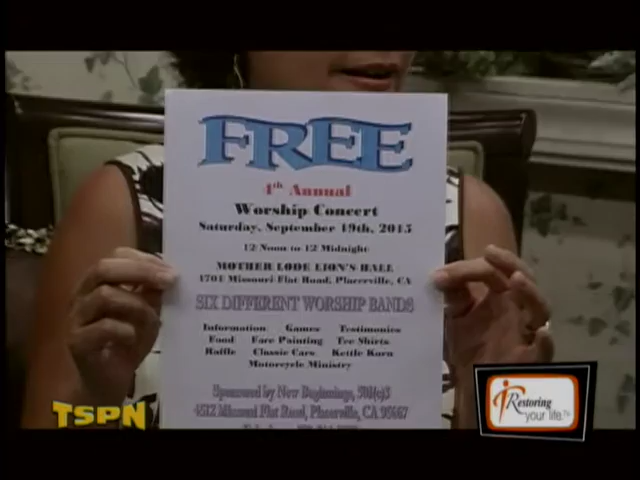 FREE
4th Annual
Worship Concert
Saturday, September 19th, 2015
12 Noon to 12 Midnight
MOTHER LODE LION'S HALL
4701 Missouri Flat Road, Placerville, CA
SIX DIFFERENT WORSHIP BANDS
Information Games Testimonies
Food Face Painting Tee Shirts
Raffle Classic Cars Kettle Korn
Motorcycle Ministry
Sponsored by New Beginnings, 501(c)3
4512 Missouri Flat Road, Placerville, CA 95667
TSPN
Restoring
your life.